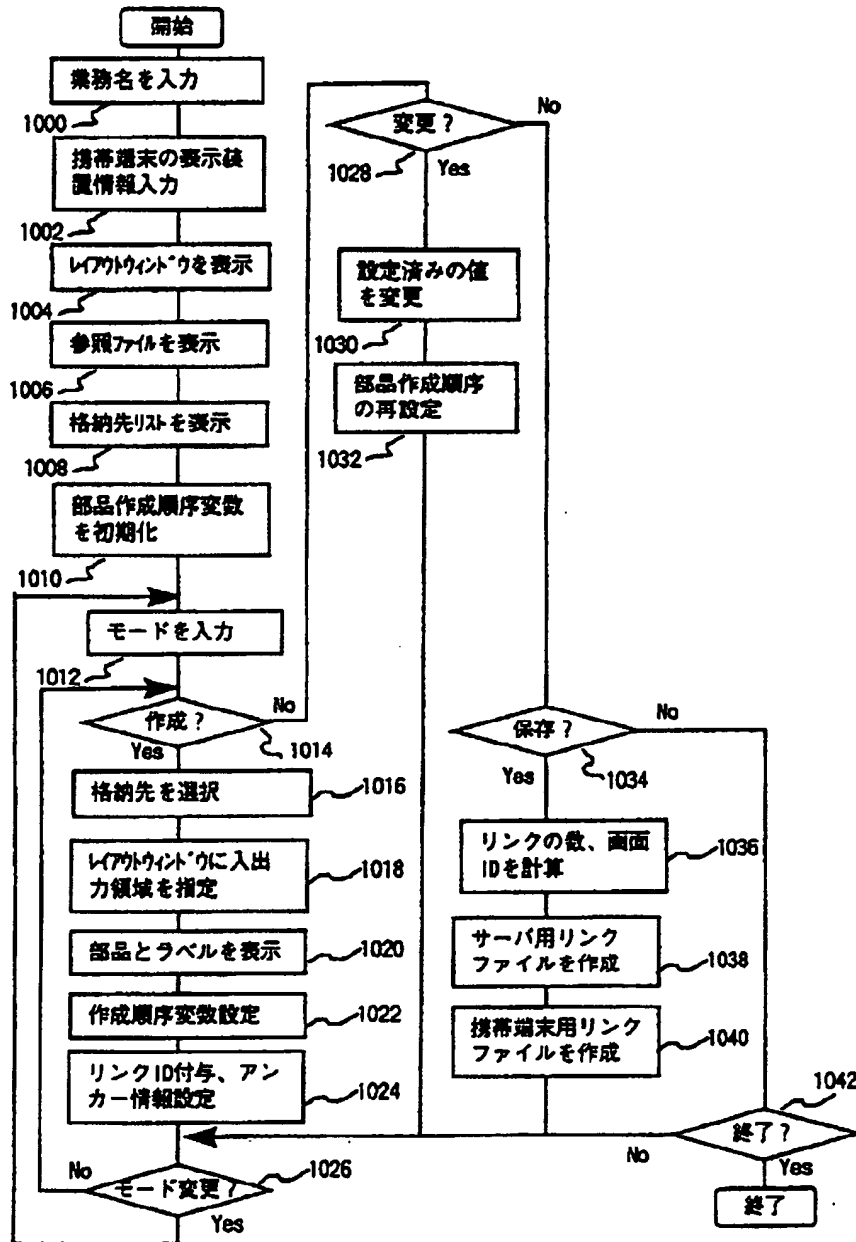 開始
業務名を入力
1000
携帯端末の表示装
置情報入力
1002
ﾚｲｱｳﾄｳｨﾝﾄﾞｳを表示
1004
参照ファイルを表示
1006
格納先リストを表示
1008
部品作成順序変数
を初期化
1010
モードを入力
1012
作成？
No
Yes
1014
格納先を選択
1016
ﾚｲｱｳﾄｳｨﾝﾄﾞｳに入出
力領域を指定
1018
部品とラベルを表示
1020
作成順序変数設定
1022
リンクID付与、アン
カー情報設定
1024
No
モード変更？
1026
Yes
変更？
No
1028
Yes
設定済みの値
を変更
1030
部品作成順序
の再設定
1032
保存？
No
Yes
1034
リンクの数、画面
IDを計算
1036
サーバ用リンク
ファイルを作成
1038
携帯端末用リンク
ファイルを作成
1040
1042
終了？
No
Yes
終了